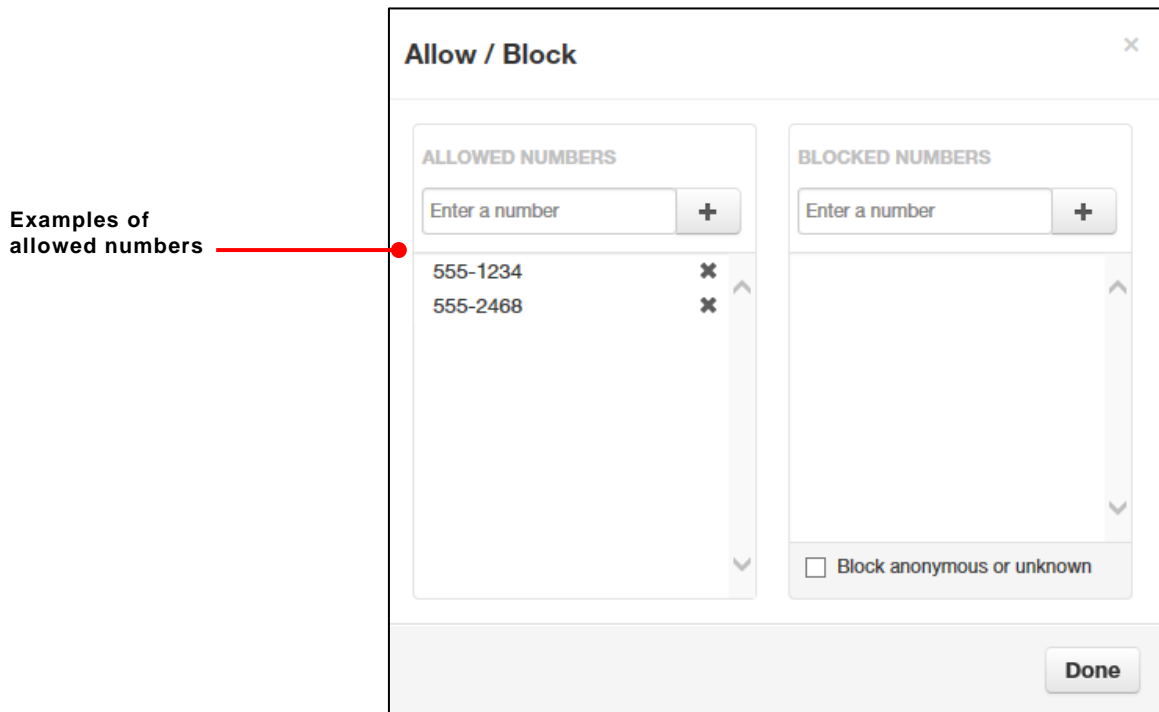 Allow / Block
×
Examples of
allowed numbers
ALLOWED NUMBERS
Enter a number
+
555-1234 ✖
555-2468 ✖
BLOCKED NUMBERS
Enter a number
+
Block anonymous or unknown
Done